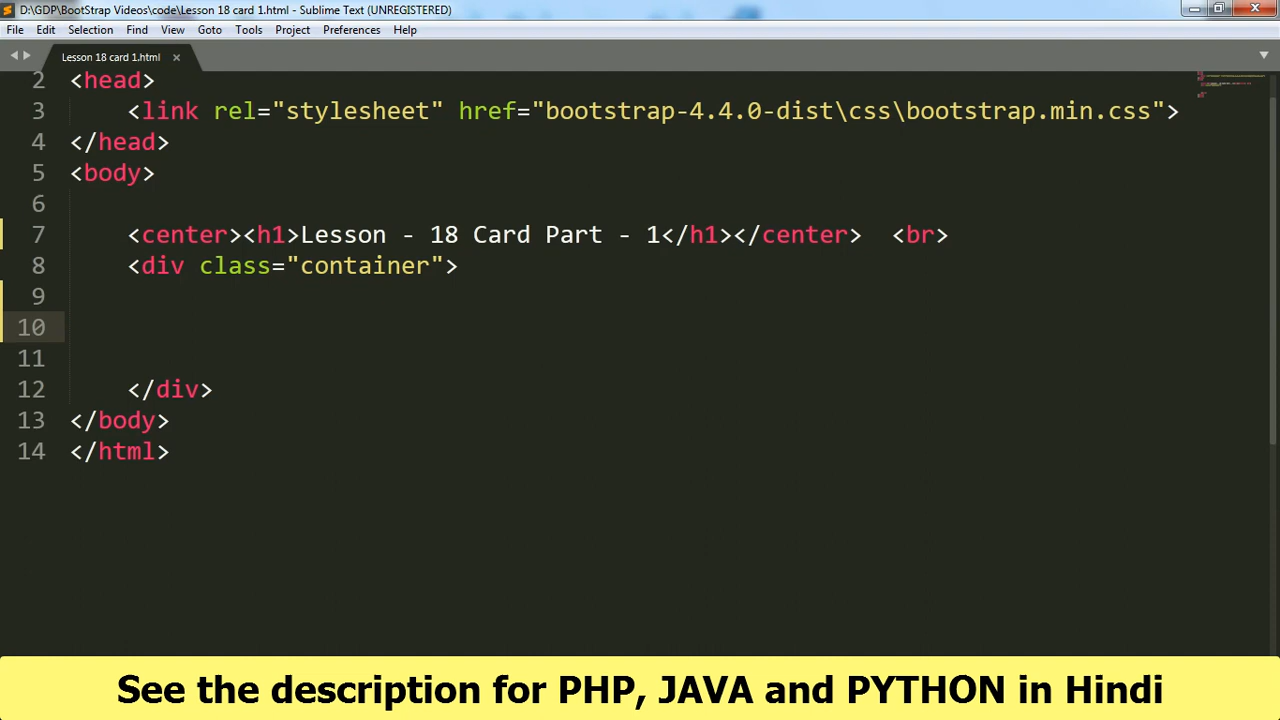 D:\GDP\BootStrap Videos\code\Lesson 18 card 1.html - Sublime Text (UNREGISTERED)
File Edit Selection Find View Goto Tools Project Preferences Help
Lesson 18 card 1.html ×
2 <head>
3 <link rel="stylesheet" href="bootstrap-4.4.0-dist\css\bootstrap.min.css">
4 </head>
5 <body>
6
7 <center><h1>Lesson - 18 Card Part - 1</h1></center> <br>
8 <div class="container">
9
10
11
12 </div>
13 </body>
14 </html>
See the description for PHP, JAVA and PYTHON in Hindi